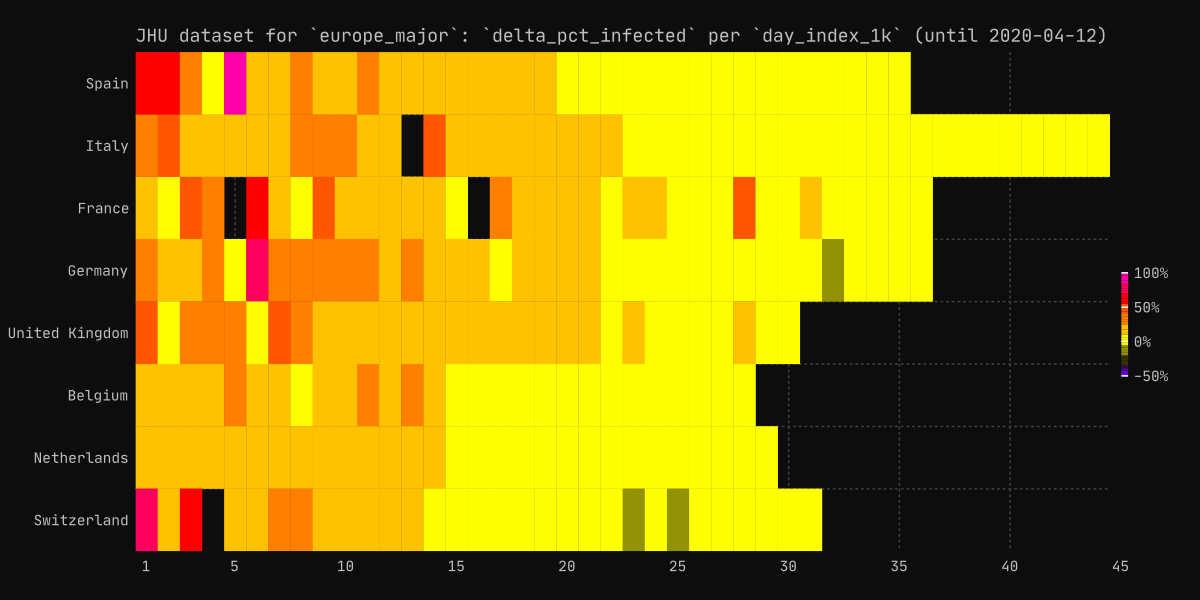 JHU dataset for `europe_major`: `delta_pct_infected` per `day_index_1k` (until 2020-04-12)
Spain
Italy
France
Germany
United Kingdom
Belgium
Netherlands
Switzerland
100%
50%
0%
-50%
1 5 10 15 20 25 30 35 40 45